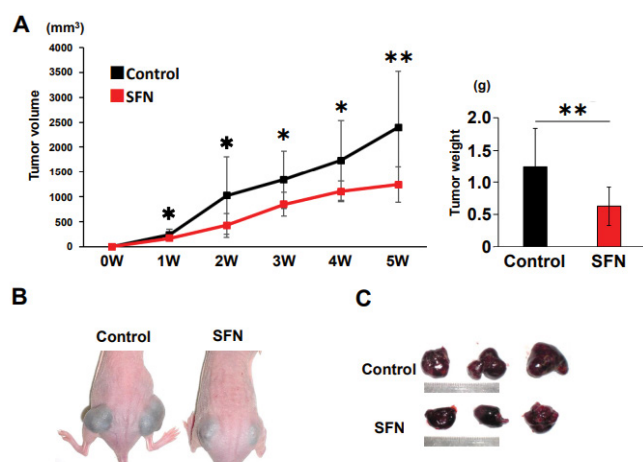 A
(mm³)
Tumor volume
4000
3500
3000
2500
2000
1500
1000
500
0
Control
SFN
*
*
*
*
**
0W 1W 2W 3W 4W 5W
(g)
Tumor weight
2.0
1.5
1.0
0.5
0
**
Control SFN
B
Control SFN
C
Control
SFN